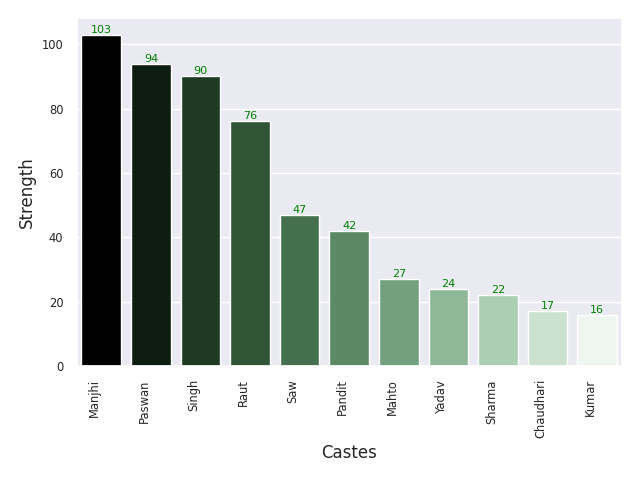 103
94
90
76
47
42
27
24
22
17
16
100
80
60
40
20
0
Strength
Manjhi
Paswan
Singh
Raut
Saw
Pandit
Mahto
Yadav
Sharma
Chaudhari
Kumar
Castes